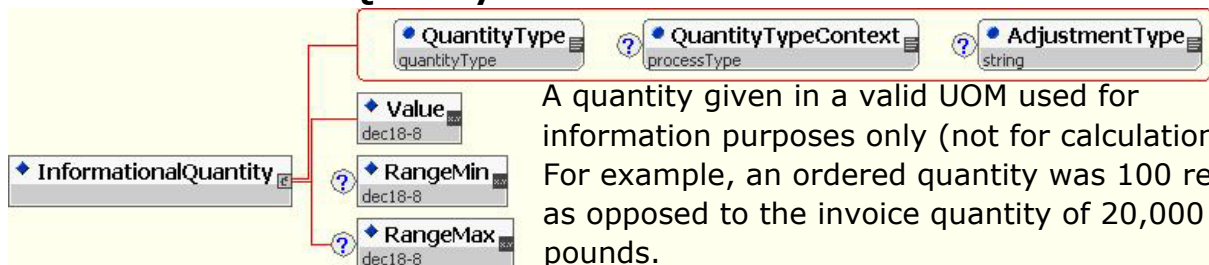 QuantityType QuantityTypeContext AdjustmentType
quantityType processType string
Value
dec18-8
InformationalQuantity
RangeMin
dec18-8
RangeMax
dec18-8
A quantity given in a valid UOM used for
information purposes only (not for calculation
For example, an ordered quantity was 100 re
as opposed to the invoice quantity of 20,000
pounds.